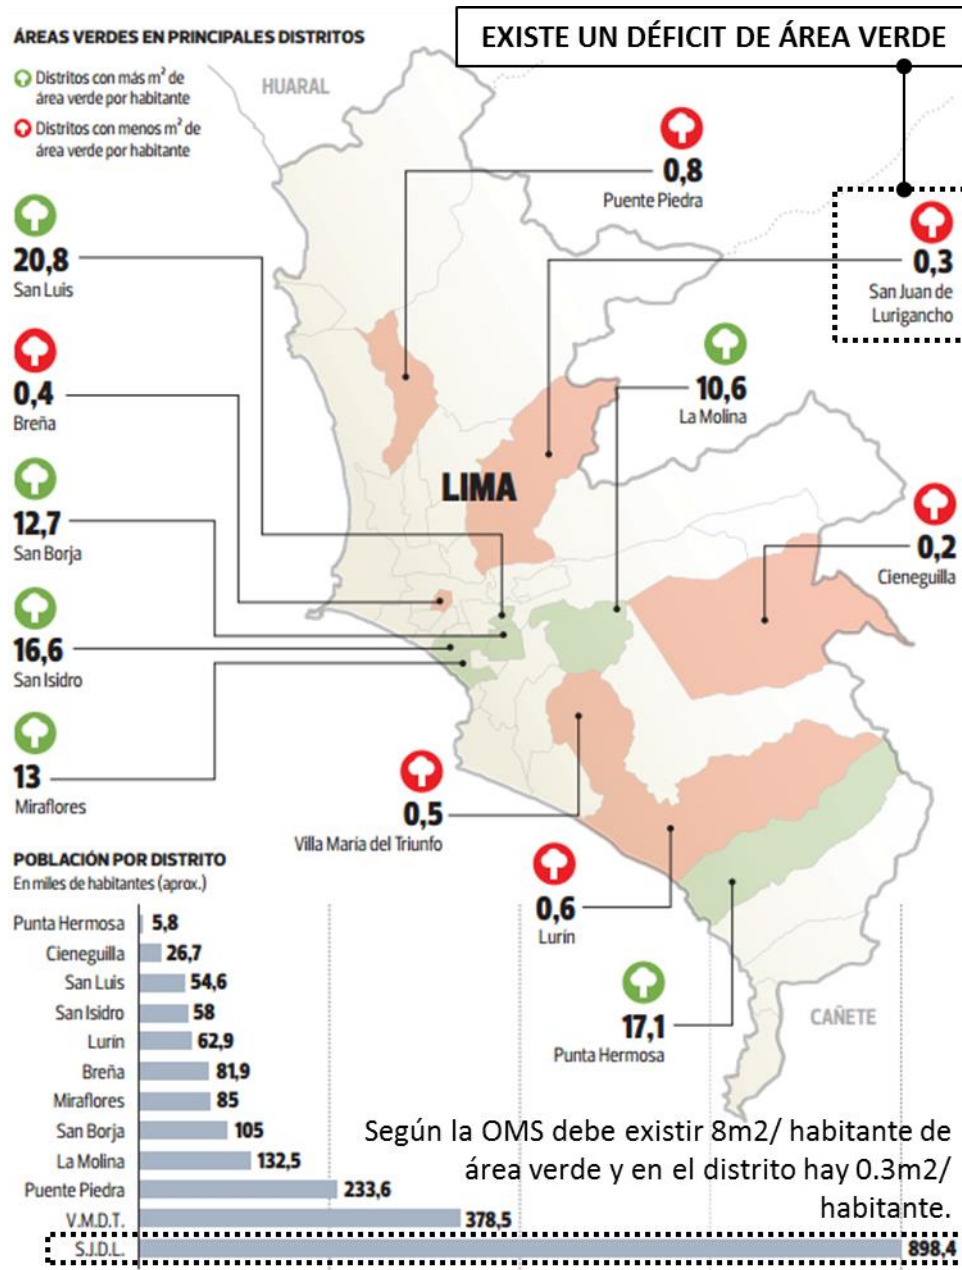 ÁREAS VERDES EN PRINCIPALES DISTRITOS
EXISTE UN DÉFICIT DE ÁREA VERDE
Distritos con más m² de
área verde por habitante
Distritos con menos m² de
área verde por habitante
HUARAL
0,8
Puente Piedra
20,8
San Luis
0,3
San Juan de
Lurigancho
0,4
Breña
10,6
La Molina
LIMA
12,7
San Borja
0,2
Cieneguilla
16,6
San Isidro
13
Miraflores
0,5
Villa María del Triunfo
0,6
Lurín
17,1
Punta Hermosa
CAÑETE
POBLACIÓN POR DISTRITO
En miles de habitantes (aprox.)
Punta Hermosa 5,8
Cieneguilla 26,7
San Luis 54,6
San Isidro 58
Lurín 62,9
Breña 81,9
Miraflores 85
San Borja 105
La Molina 132,5
Puente Piedra 233,6
V.M.D.T. 378,5
S.J.D.L. 898,4
Según la OMS debe existir 8m2/ habitante de
área verde y en el distrito hay 0.3m2/
habitante.